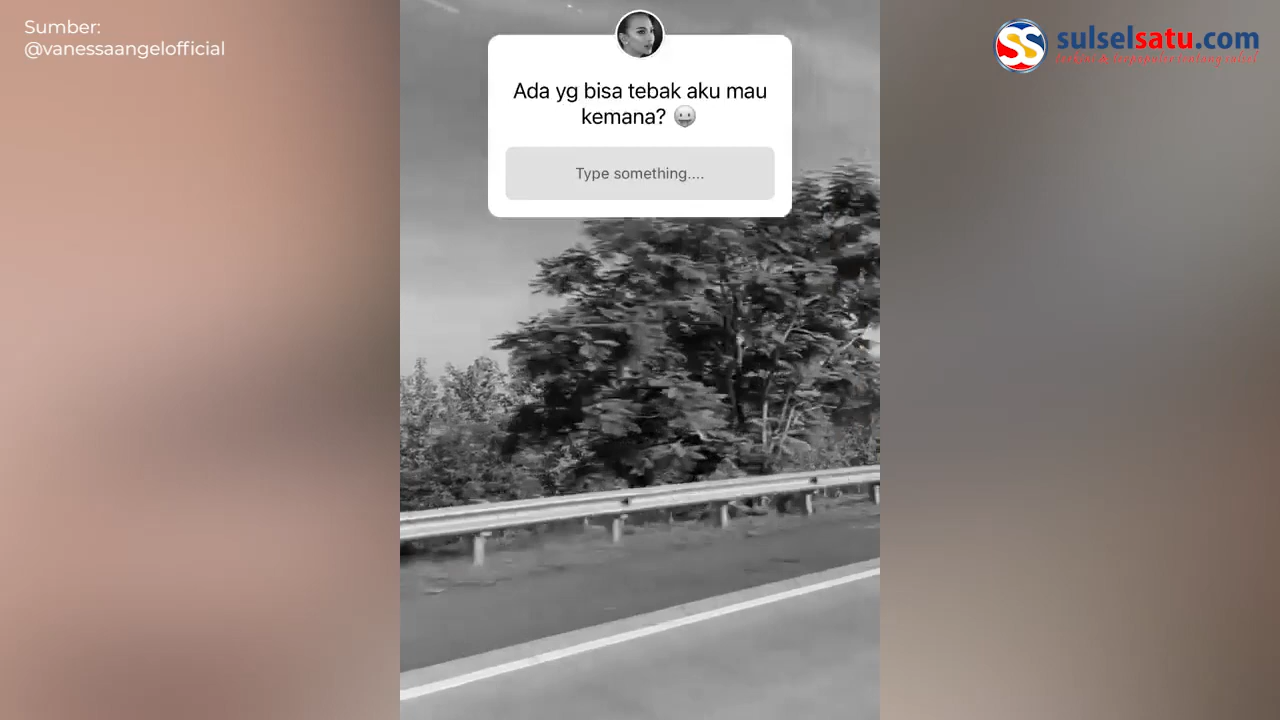 Sumber:
@vanessaangelofficial
sulselsatu.com
Ada yg bisa tebak aku mau
kemana? 😛
Type something....